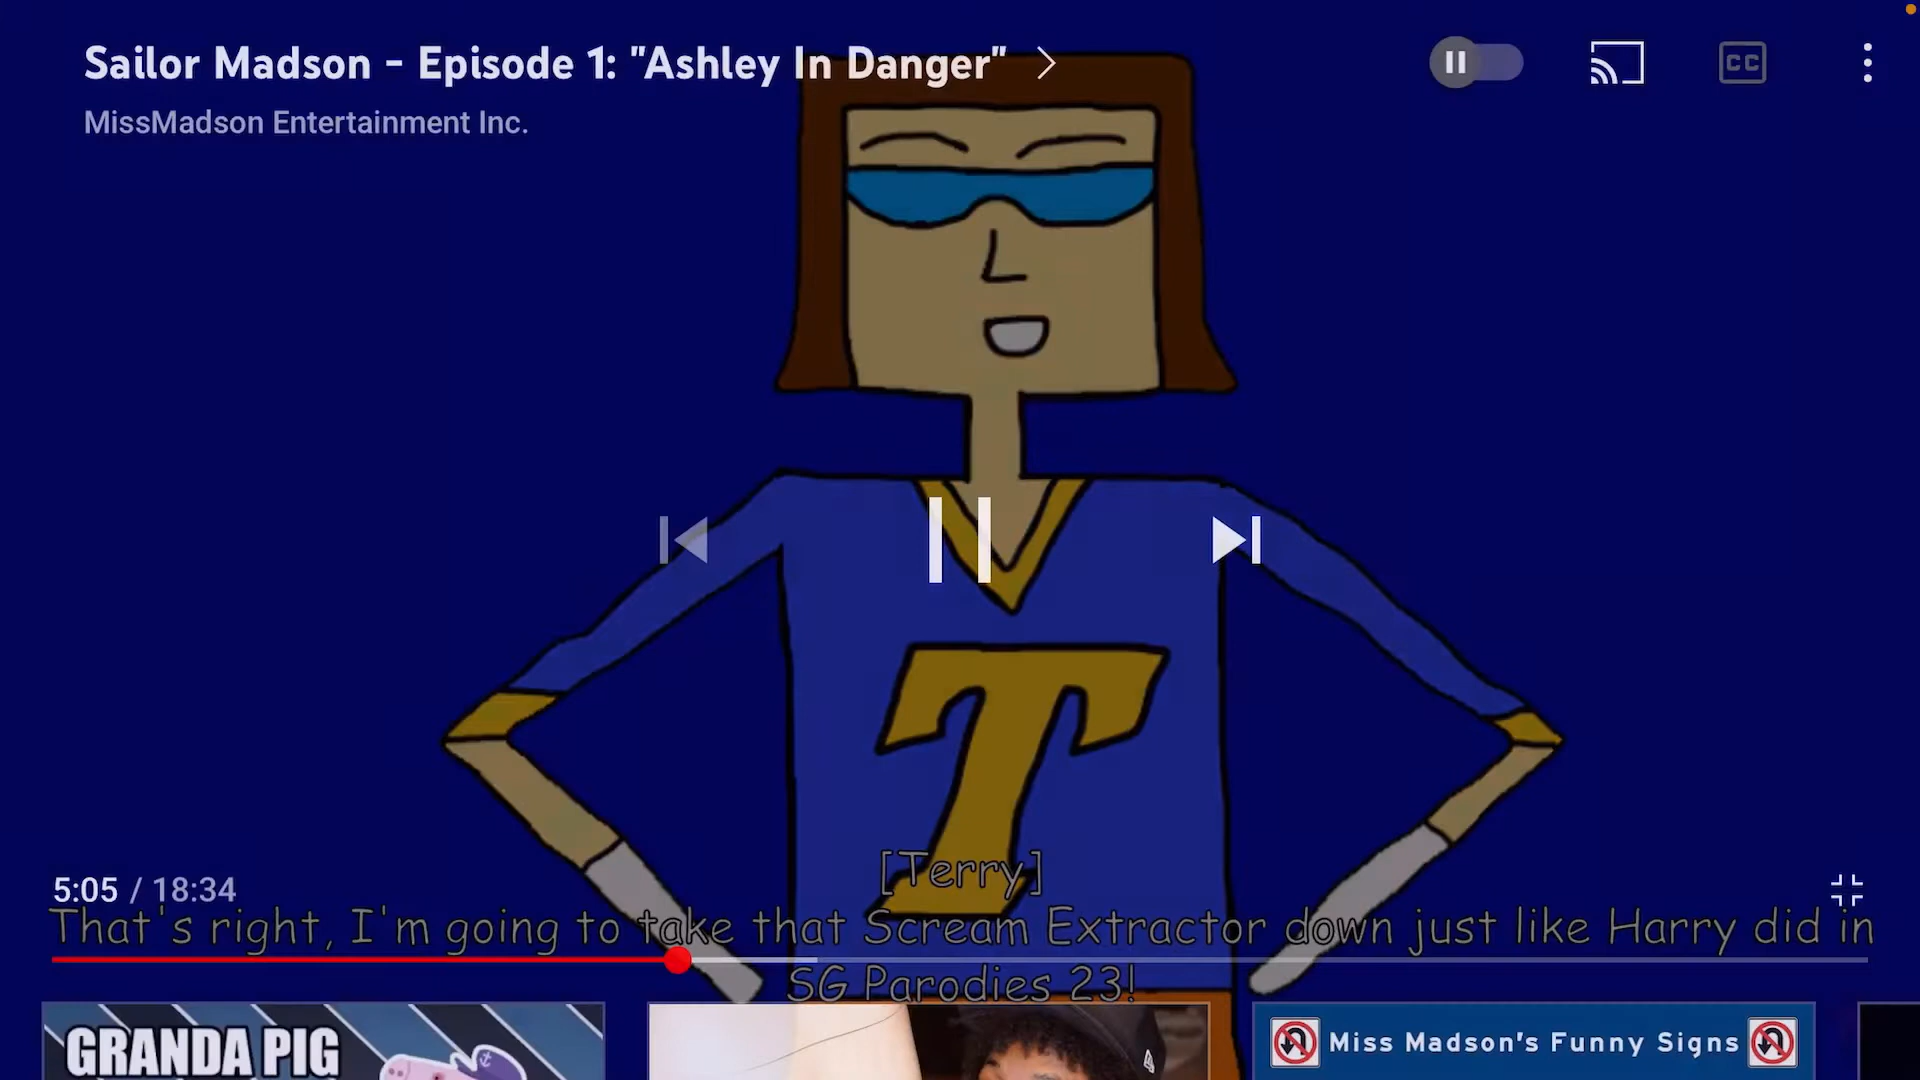 Sailor Madson - Episode 1: "Ashley In Danger"
MissMadson Entertainment Inc.
CC
T
5:05 / 18:34
[Terry]
That's right, I'm going to take that Scream Extractor down just like Harry did in
SG Parodies 23!
GRANDA PIG
Miss Madson's Funny Signs